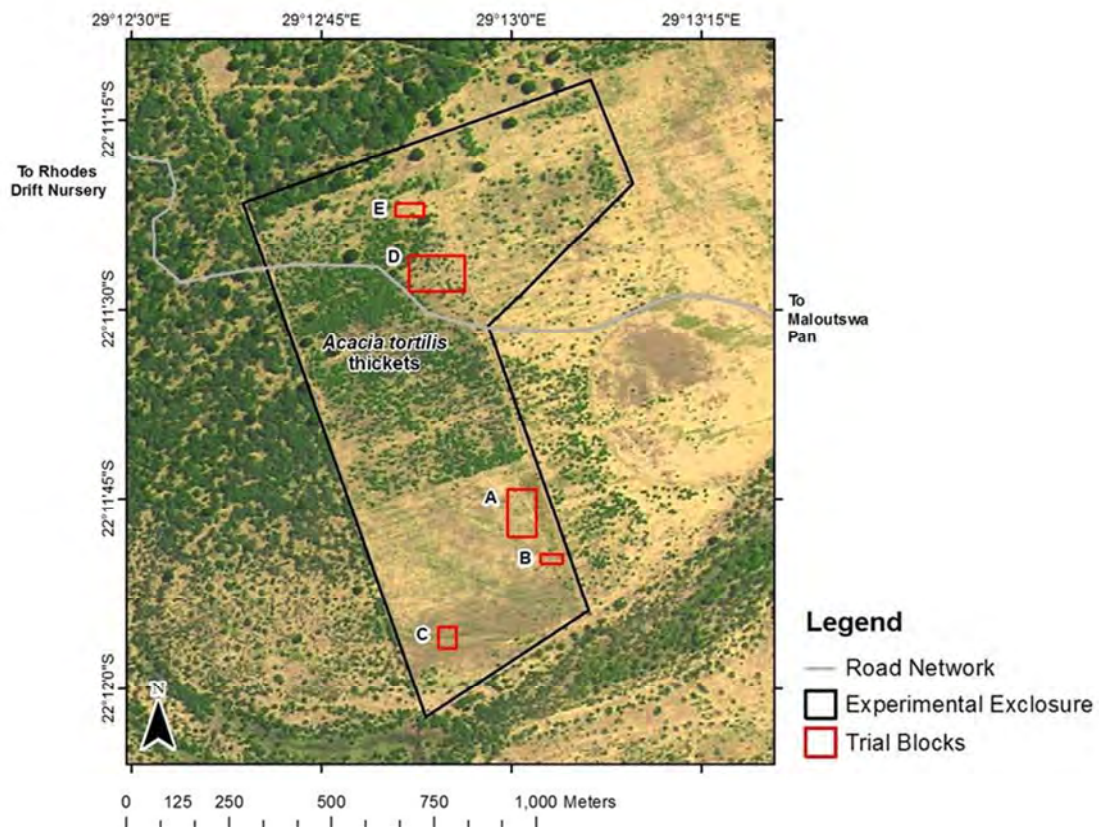 29°12'30"E 29°12'45"E 29°13'0"E 29°13'15"E
22°11'15"S
To Rhodes
Drift Nursery
E
D
22°11'30"S
To
Maloutswa
Pan
Acacia tortilis
thickets
22°11'45"S
A
B
C
22°12'0"S
N
Legend
Road Network
Experimental Exclosure
Trial Blocks
0 125 250 500 750 1,000 Meters